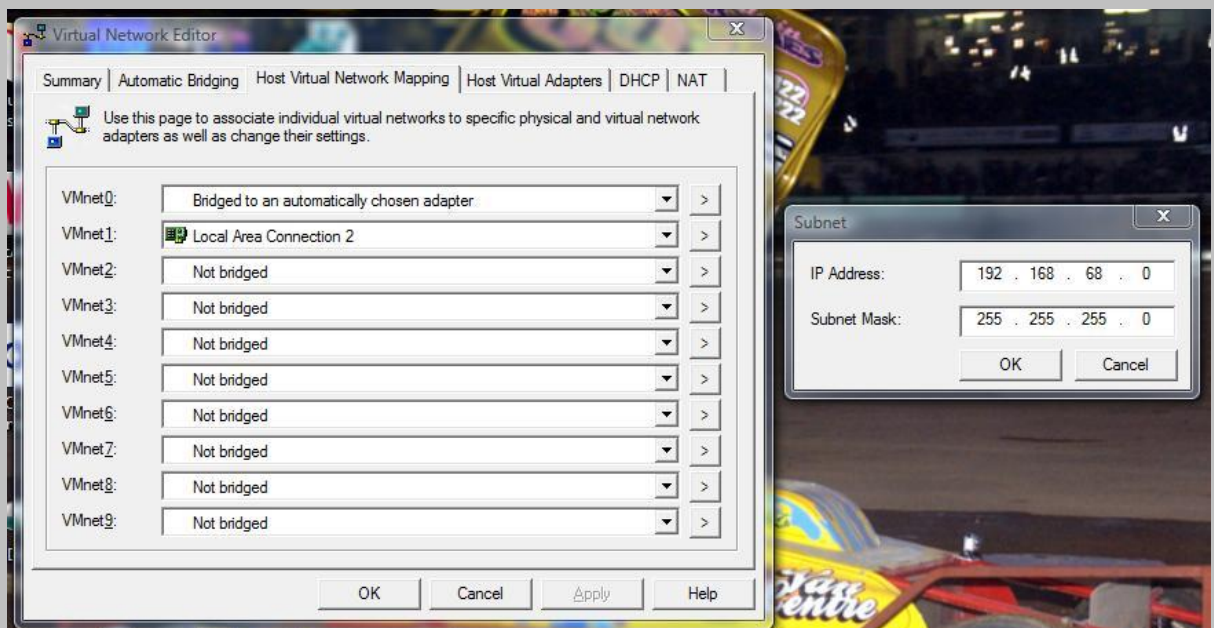 Virtual Network Editor
Summary
Automatic Bridging
Host Virtual Network Mapping
Host Virtual Adapters
DHCP
NAT
Use this page to associate individual virtual networks to specific physical and virtual network
adapters as well as change their settings.
VMnet0: Bridged to an automatically chosen adapter >
VMnet1: Local Area Connection 2 >
VMnet2: Not bridged >
VMnet3: Not bridged >
VMnet4: Not bridged >
VMnet5: Not bridged >
VMnet6: Not bridged >
VMnet7: Not bridged >
VMnet8: Not bridged >
VMnet9: Not bridged >
OK Cancel Apply Help
Subnet
IP Address: 192 . 168 . 68 . 0
Subnet Mask: 255 . 255 . 255 . 0
OK Cancel
22
22
Van
entre